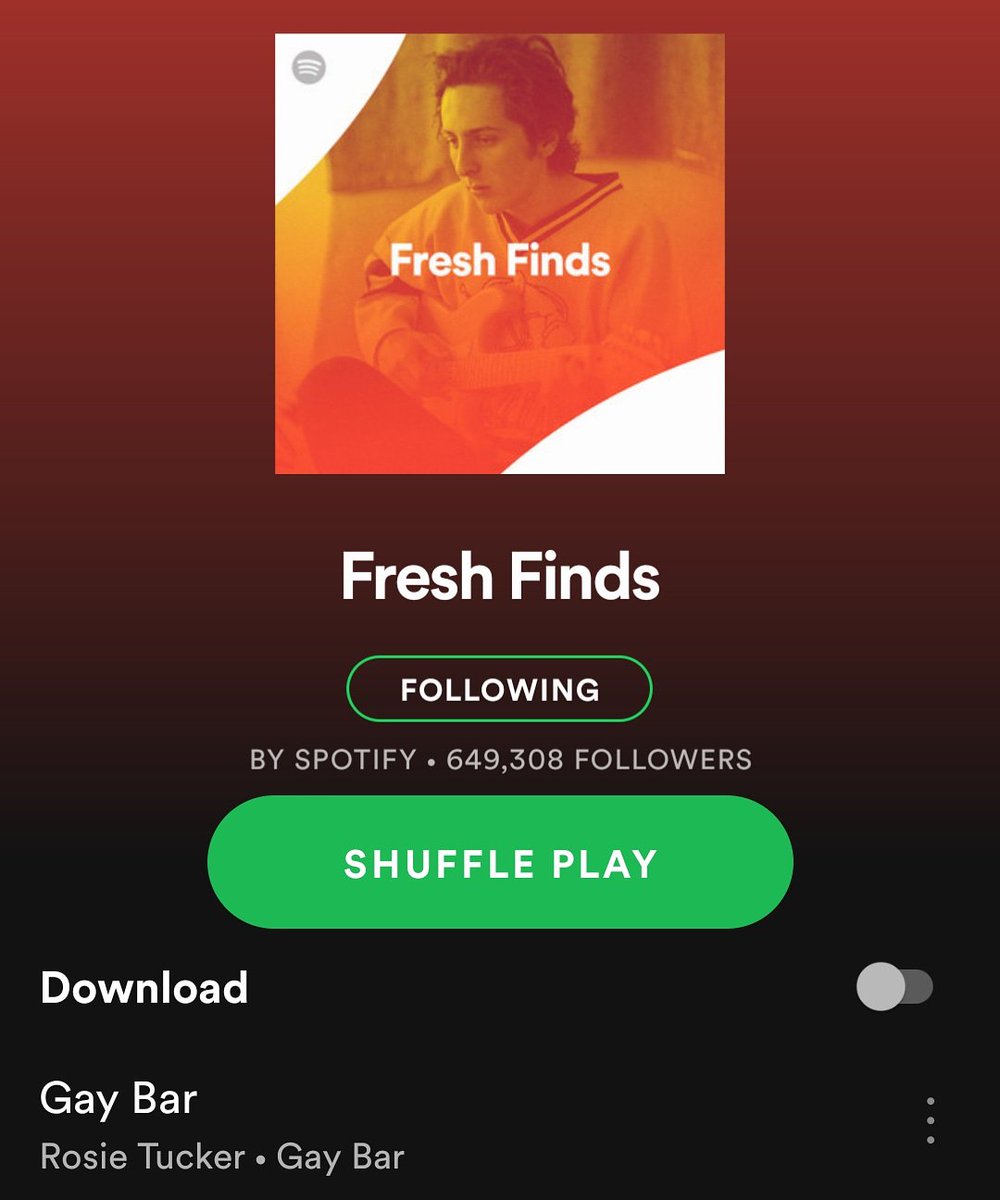 Fresh Finds
Fresh Finds
FOLLOWING
BY SPOTIFY • 649,308 FOLLOWERS
SHUFFLE PLAY
Download
Gay Bar
Rosie Tucker • Gay Bar